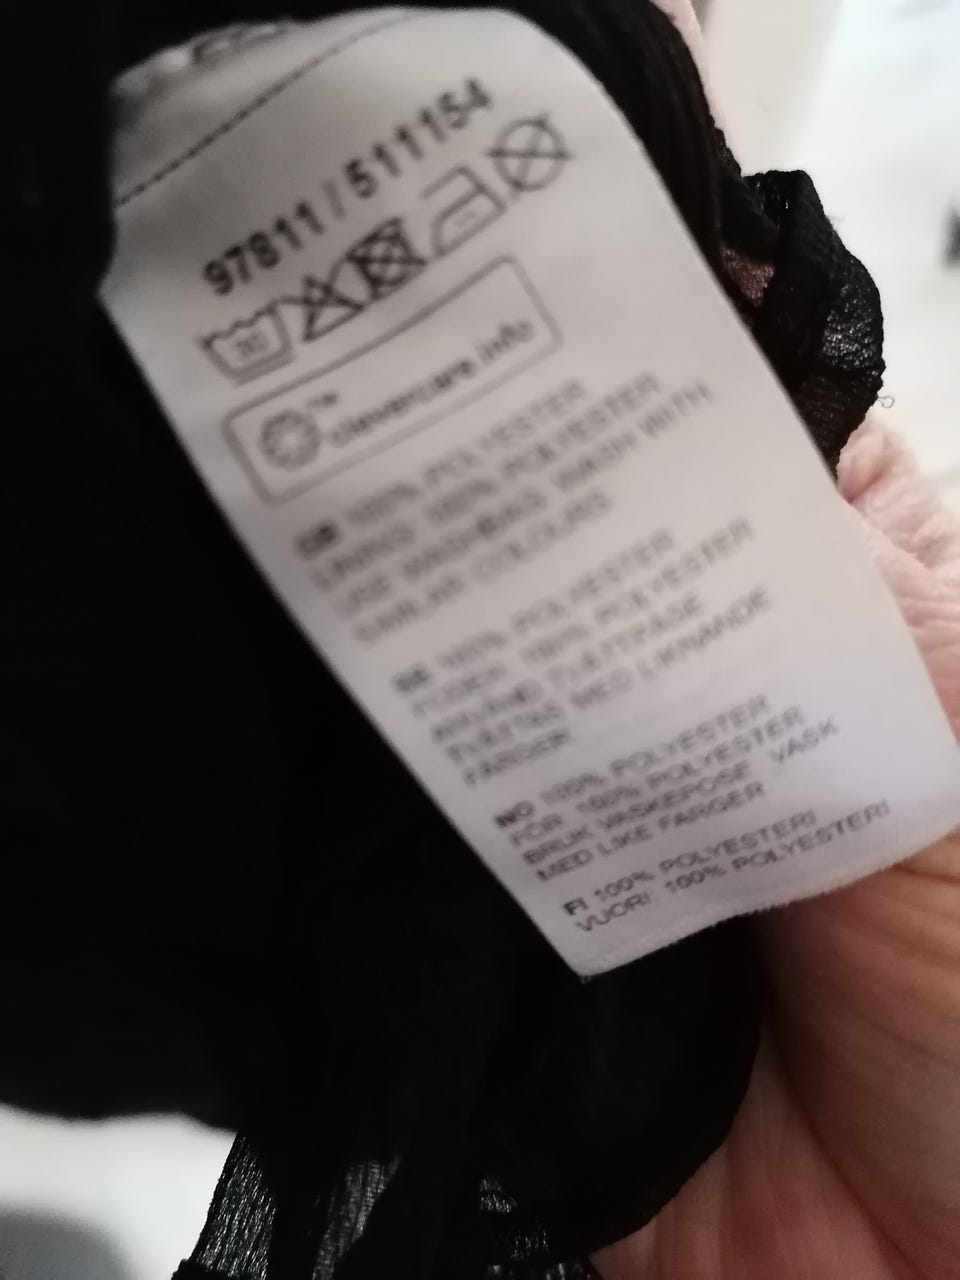 97811 / 511154
30
™ clevercare.info
GB 100% POLYESTER
LINING: 100% POLYESTER
USE WASHBAG WASH WITH
SIMILAR COLOURS
SE 100% POLYESTER
FODER: 100% POLYESTER
ANVÄND TVÄTTPÅSE
TVÄTTAS MED LIKNANDE
FÄRGER
NO 100% POLYESTER
FÔR: 100% POLYESTER
BRUK VASKEPOSE VASK
MED LIKE FARGER
FI 100% POLYESTERI
VUORI: 100% POLYESTERI